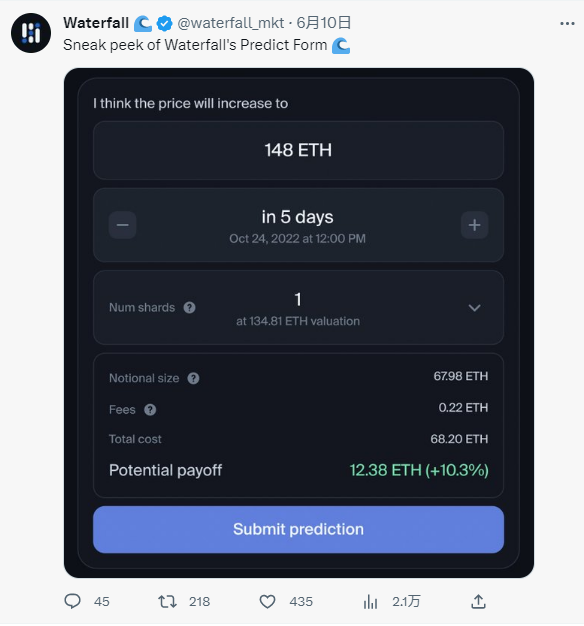 Waterfall 🌊 @waterfall_mkt · 6月10日
Sneak peek of Waterfall's Predict Form 🌊
I think the price will increase to
148 ETH
in 5 days
Oct 24, 2022 at 12:00 PM
Num shards ?
1
at 134.81 ETH valuation
Notional size ? 67.98 ETH
Fees ? 0.22 ETH
Total cost 68.20 ETH
Potential payoff 12.38 ETH (+10.3%)
Submit prediction
45 218 435 2.1万